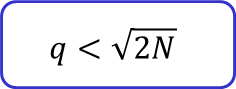 q < √2N